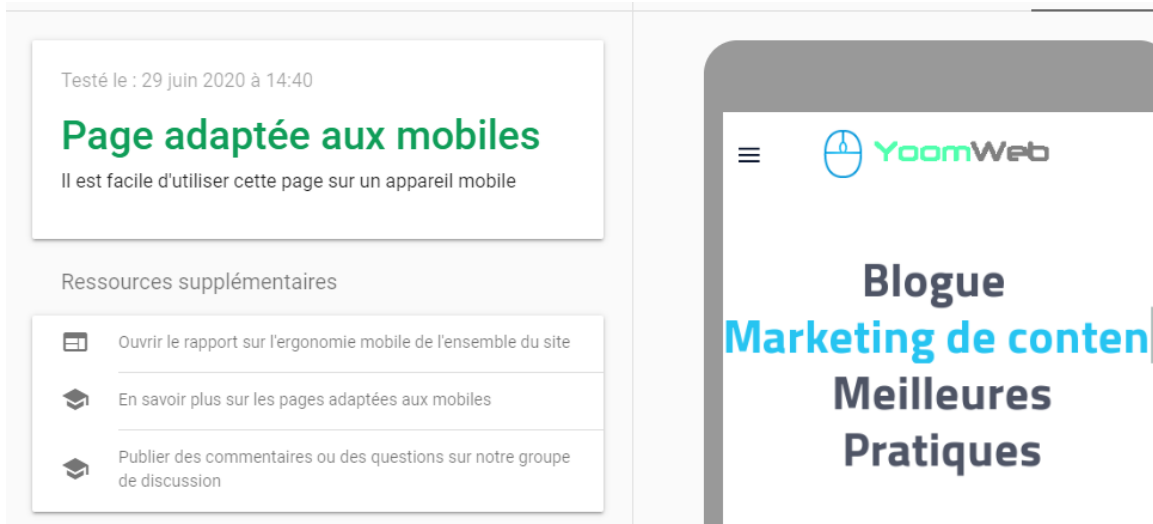 Testé le : 29 juin 2020 à 14:40
Page adaptée aux mobiles
Il est facile d'utiliser cette page sur un appareil mobile
Ressources supplémentaires
Ouvrir le rapport sur l'ergonomie mobile de l'ensemble du site
En savoir plus sur les pages adaptées aux mobiles
Publier des commentaires ou des questions sur notre groupe
de discussion
YoomWeb
Blogue
Marketing de conten
Meilleures
Pratiques